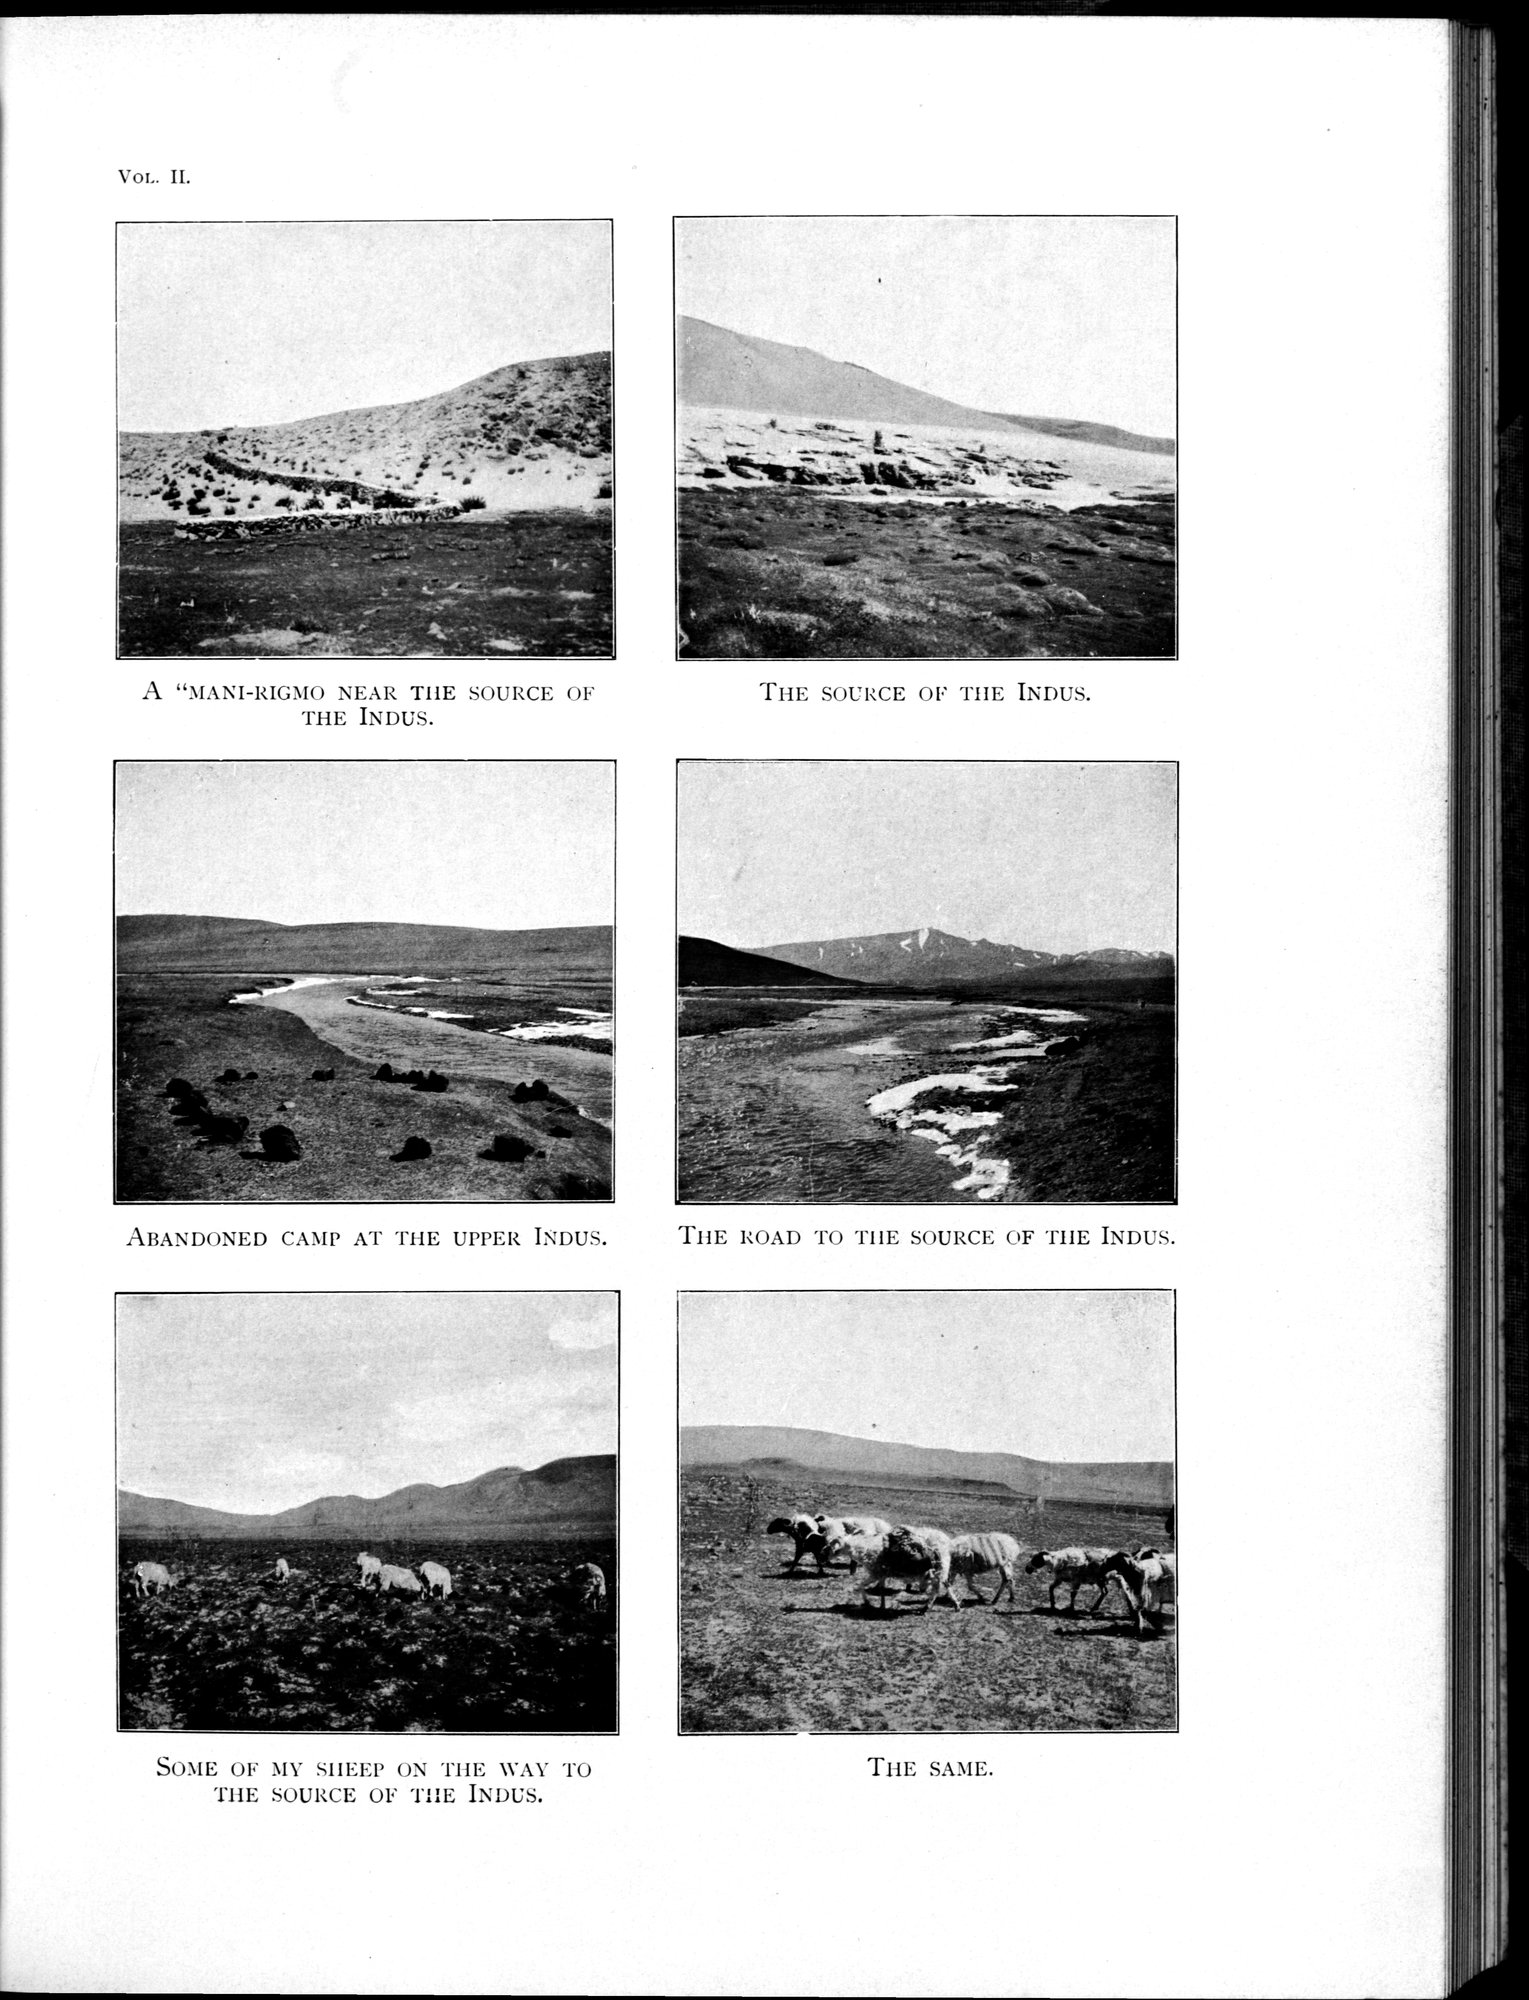 Vol. II.
A “mani-rigmo near the source of
the Indus.
The source of the Indus.
Abandoned camp at the upper Indus.
The road to the source of the Indus.
Some of my sheep on the way to
the source of the Indus.
The same.